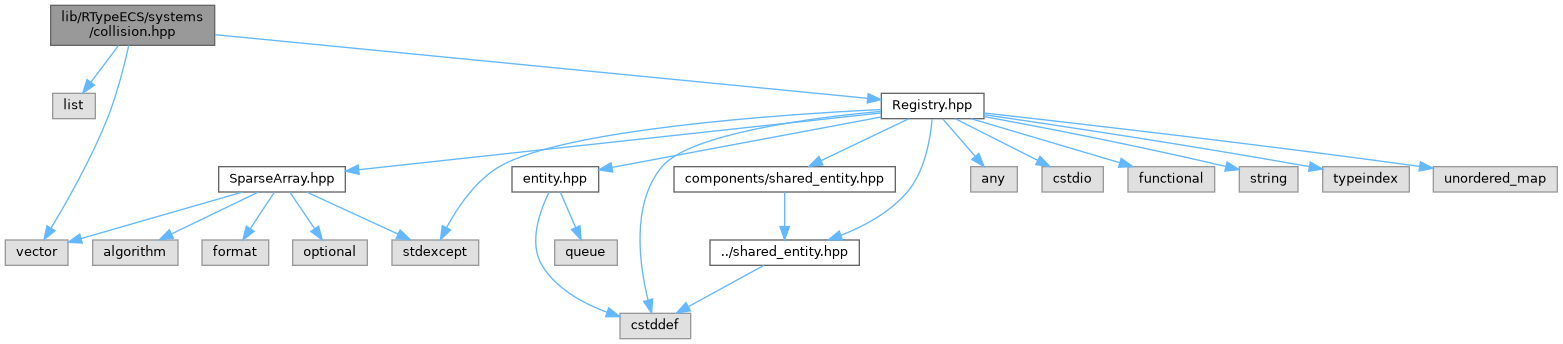 lib/RTypeECS/systems
/collision.hpp
list
Registry.hpp
SparseArray.hpp
entity.hpp
components/shared_entity.hpp
any
cstdio
functional
string
typeindex
unordered_map
vector
algorithm
format
optional
stdexcept
queue
../shared_entity.hpp
cstddef